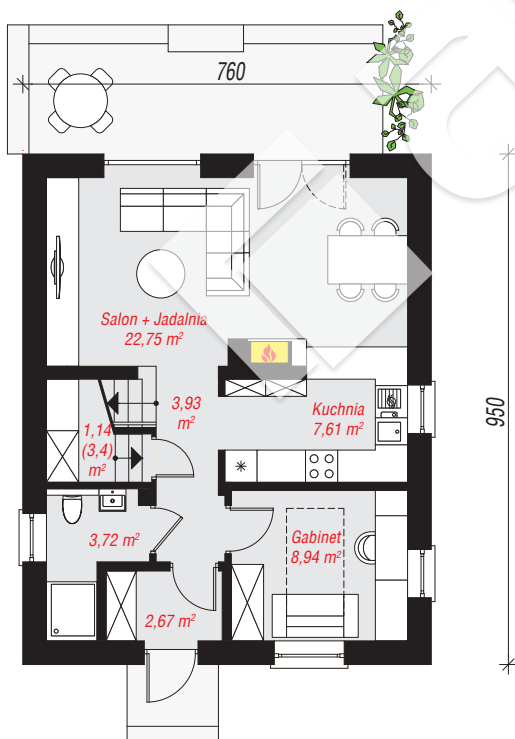 760
950
Salon + Jadalnia
22,75 m²
3,93
m²
Kuchnia
7,61 m²
1,14
(3,4)
m²
3,72 m²
Gabinet
8,94 m²
2,67 m²